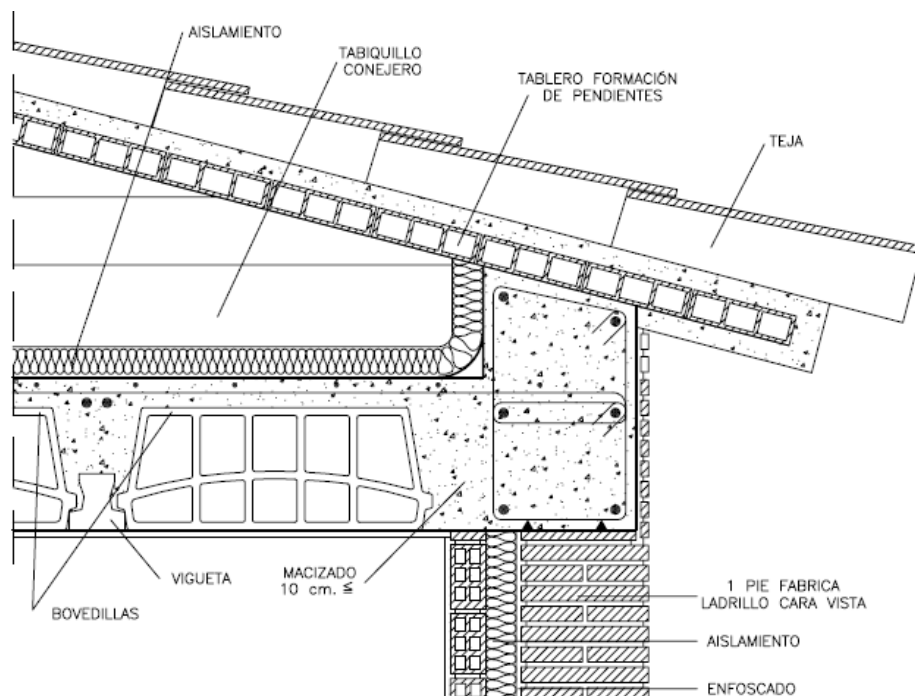 AISLAMIENTO
TABIQUILLO
CONEJERO
TABLERO FORMACIÓN
DE PENDIENTES
TEJA
VIGUETA
BOVEDILLAS
MACIZADO
10 cm. ≤
1 PIE FABRICA
LADRILLO CARA VISTA
AISLAMIENTO
ENFOSCADO